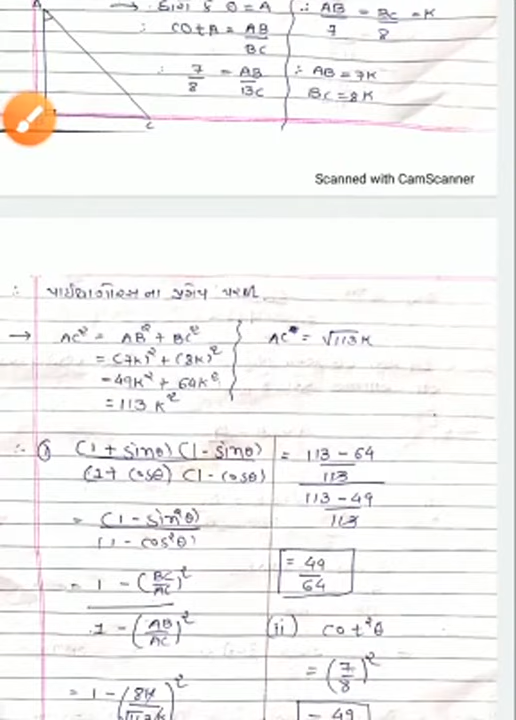 A → ધારો કે θ = A
∴ cotA = AB/BC
∴ 7/8 = AB/BC
C
∴ AB/7 = BC/8 = K
∴ AB = 7K
BC = 8K
Scanned with CamScanner
∴ પાયથાગોરસ ના પ્રમેય પરથી
→ AC² = AB² + BC²
= (7K)² + (8K)²
= 49K² + 64K²
= 113 K²
AC = √113K
∴ (i) (1 + sinθ) (1 - sinθ) / (1 + cosθ) (1 - cosθ)
= (1 - sin²θ) / (1 - cos²θ)
= 1 - (BC/AC)² / 1 - (AB/AC)²
= 1 - (8K/√113K)²
= 113 - 64 / 113 / 113 - 49 / 113
= 49/64
(ii) cot²θ
= (7/8)²
= 49